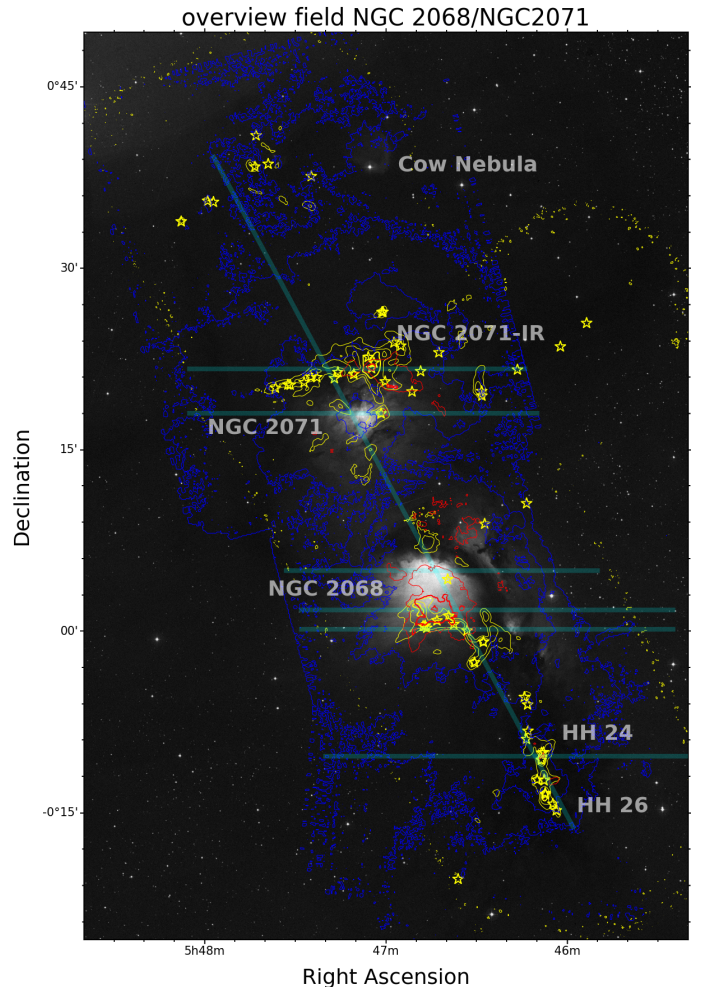 overview field NGC 2068/NGC2071
0°45'
Cow Nebula
30'
NGC 2071-IR
NGC 2071
15'
NGC 2068
00'
HH 24
HH 26
-0°15'
Declination
5h48m
47m
46m
Right Ascension